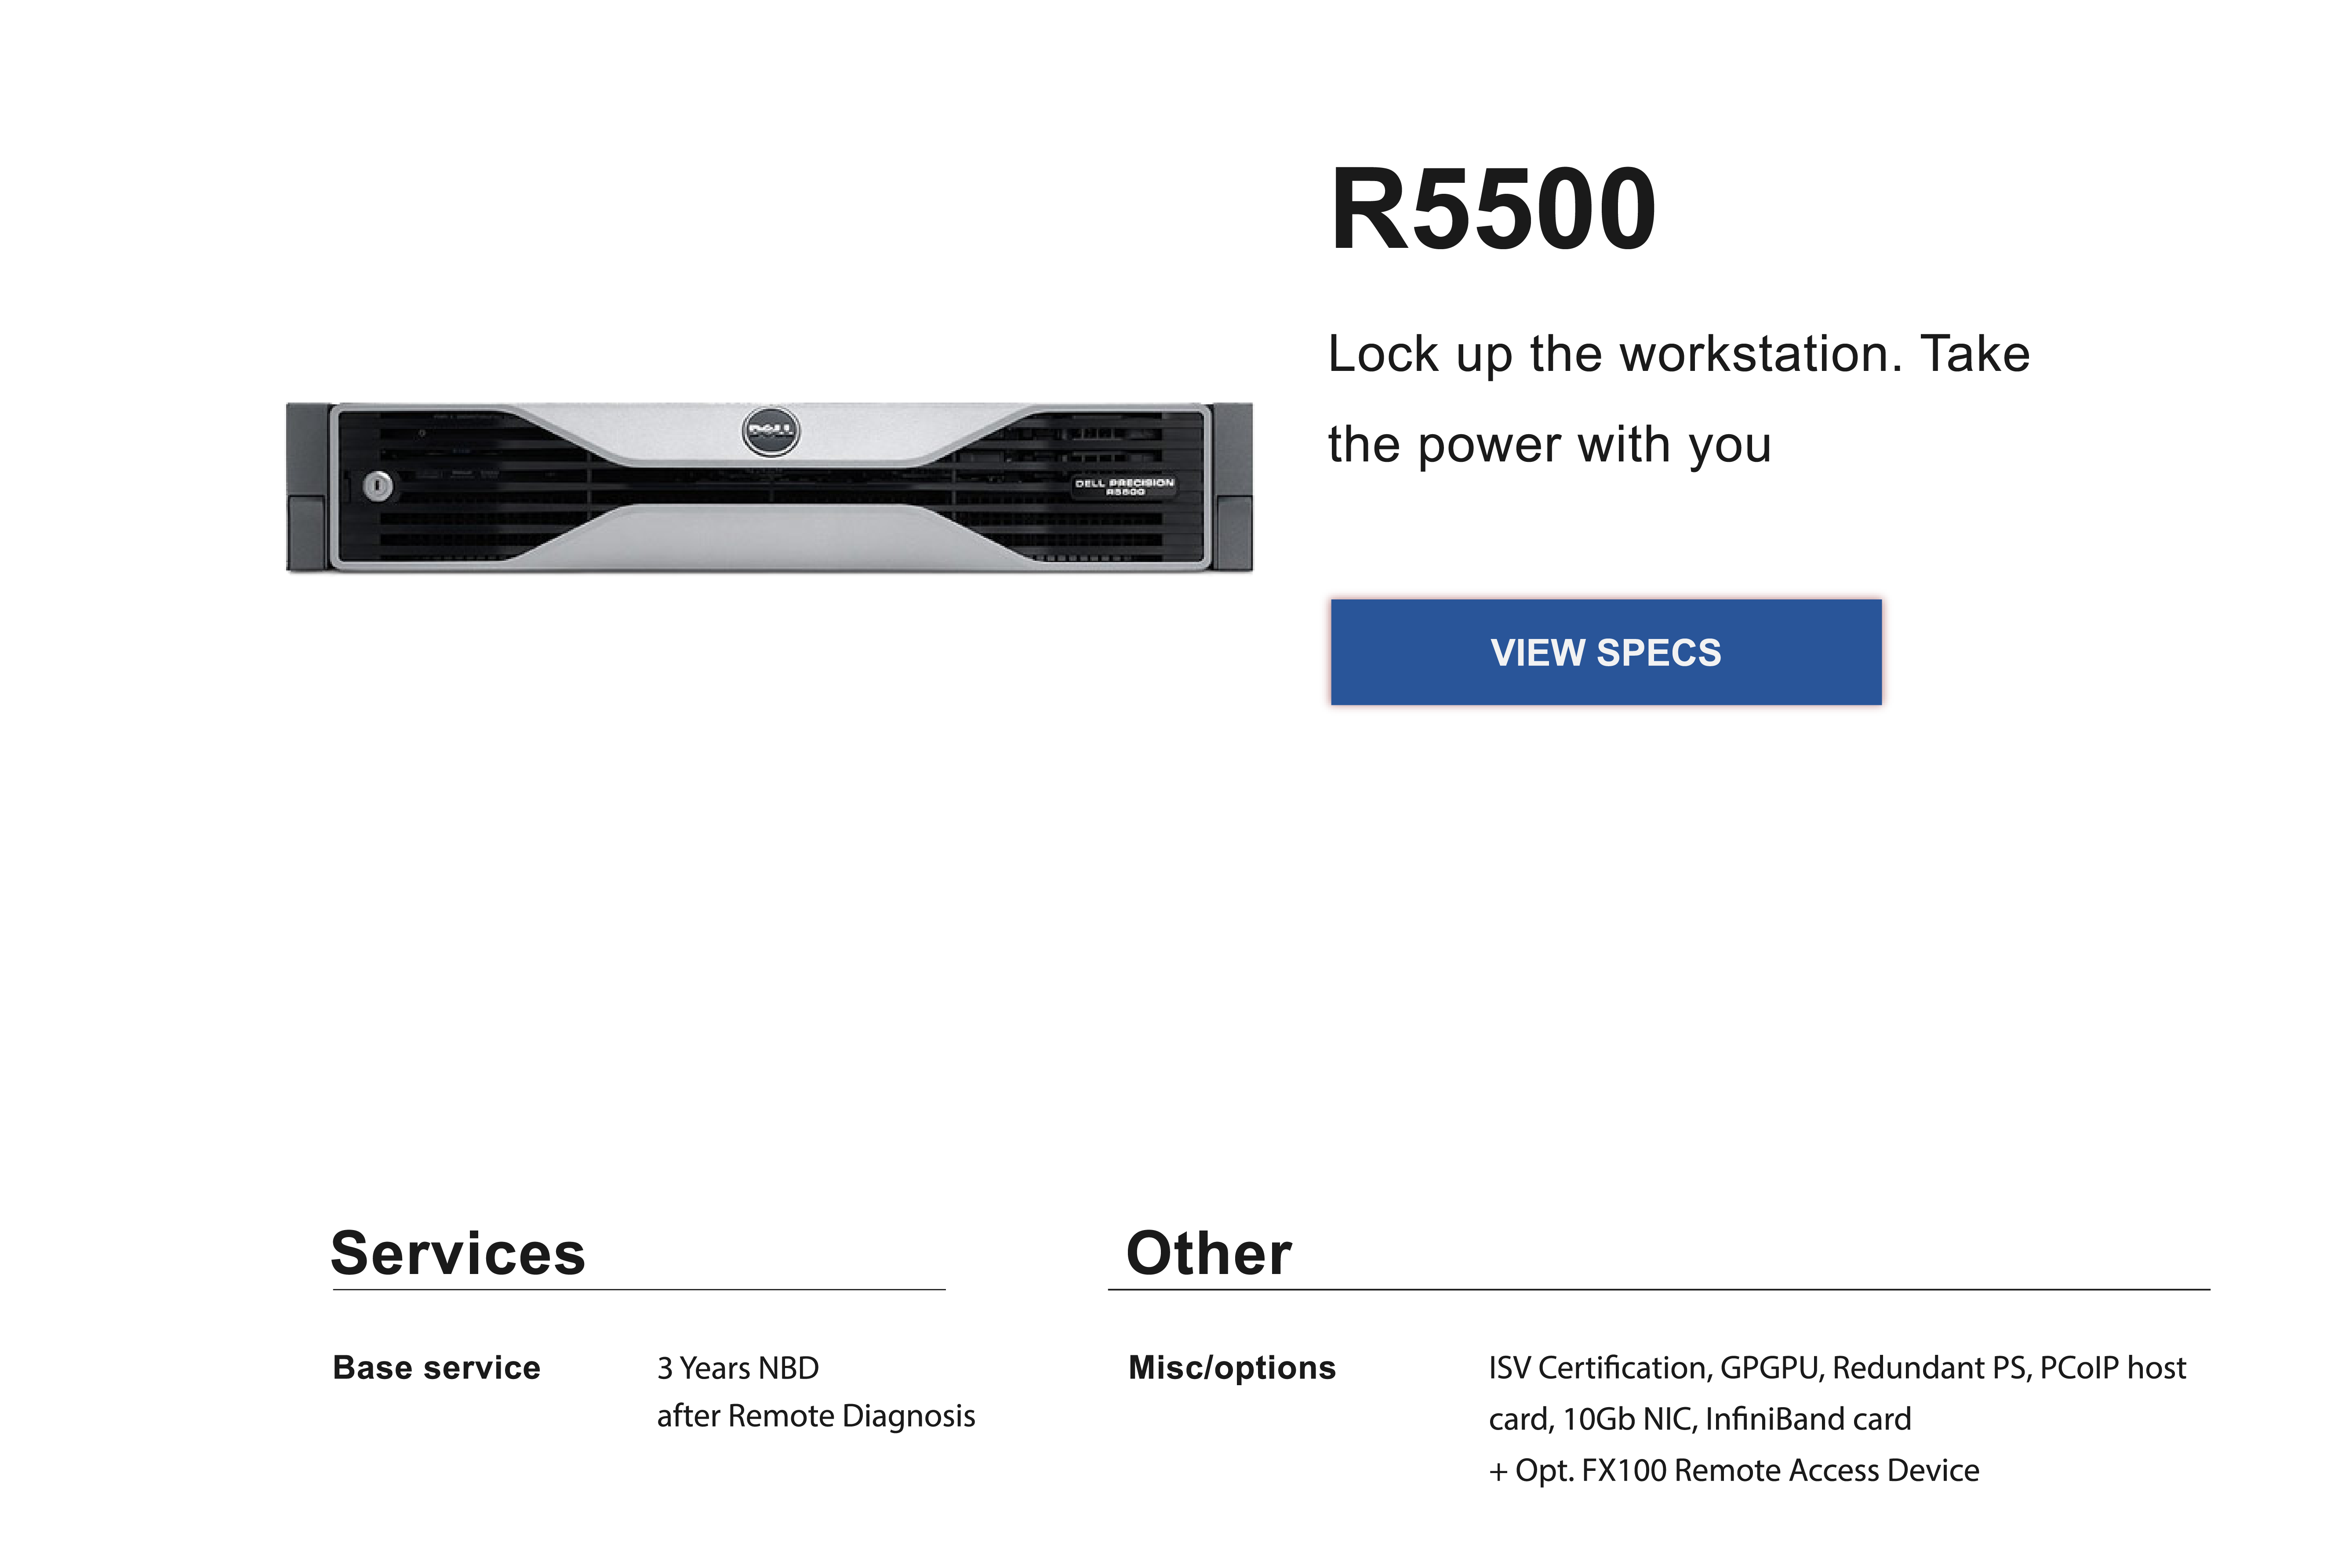 R5500
Lock up the workstation. Take
the power with you
DELL
DELL PRECISION
R5500
VIEW SPECS
Services
Other
Base service
3 Years NBD
after Remote Diagnosis
Misc/options
ISV Certification, GPGPU, Redundant PS, PCoIP host
card, 10Gb NIC, InfiniBand card
+ Opt. FX100 Remote Access Device